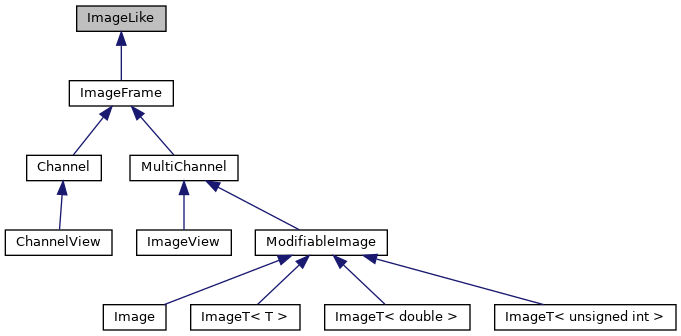 ImageLike
ImageFrame
Channel
MultiChannel
ChannelView
ImageView
ModifiableImage
Image
ImageT< T >
ImageT< double >
ImageT< unsigned int >